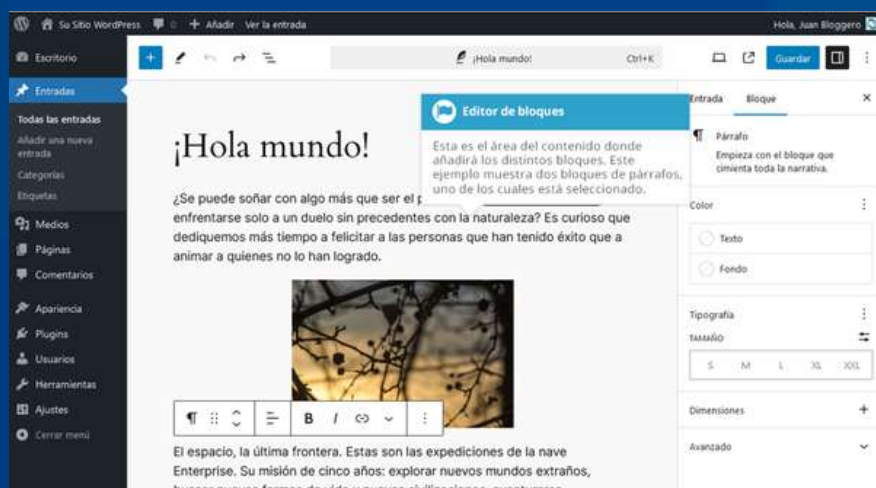 Su Sitio WordPress 0 + Añadir Ver la entrada Hola, Juan Bloggero
Escritorio
Entradas
Todas las entradas
Añadir una nueva
entrada
Categorías
Etiquetas
Medios
Páginas
Comentarios
Apariencia
Plugins
Usuarios
Herramientas
Ajustes
Cerrar menú
¡Hola mundo! Ctrl+K Guardar
¡Hola mundo!
Editor de bloques
Esta es el área del contenido donde
añadirá los distintos bloques. Este
ejemplo muestra dos bloques de párrafos,
uno de los cuales está seleccionado.
¿Se puede soñar con algo más que ser el
enfrentarse solo a un duelo sin precedentes con la naturaleza? Es curioso que
dediquemos más tiempo a felicitar a las personas que han tenido éxito que a
animar a quienes no lo han logrado.
B I
El espacio, la última frontera. Estas son las expediciones de la nave
Enterprise. Su misión de cinco años: explorar nuevos mundos extraños,
Entrada Bloque
Párrafo
Empieza con el bloque que
cimienta toda la narrativa.
Color
Texto
Fondo
Tipografía
TAMAÑO
S M L XL XXL
Dimensiones
Avanzado